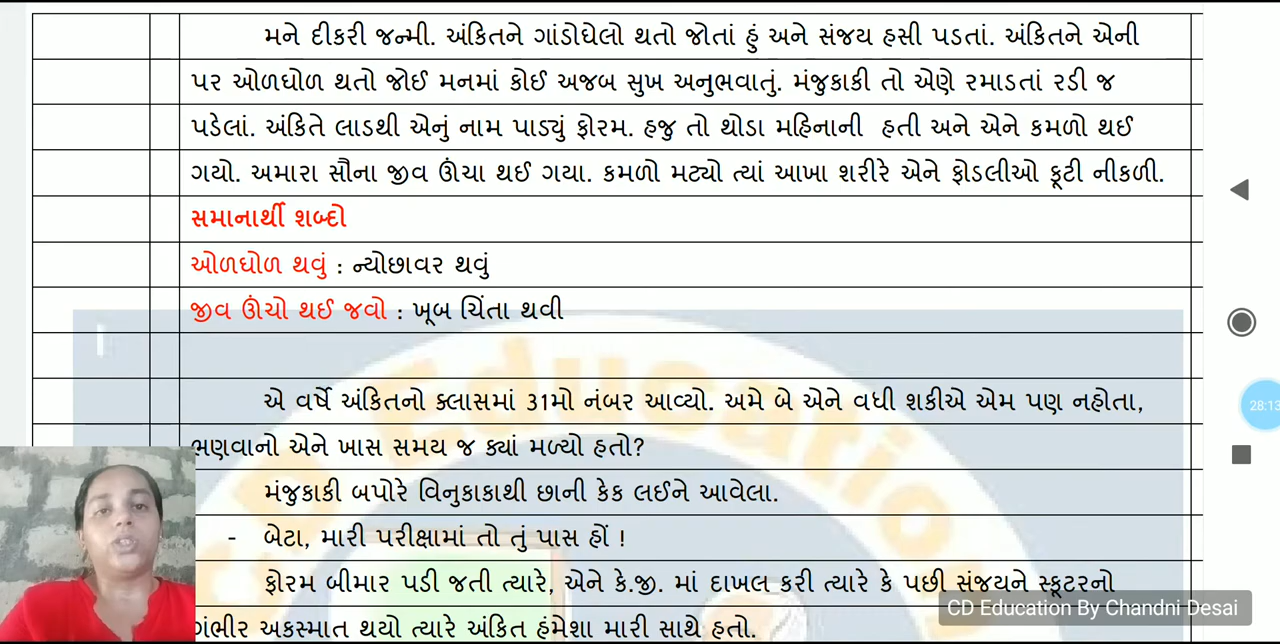 મને દીકરી જન્મી. અંકિતને ગાંડોઘેલો થતો જોતાં હું અને સંજય હસી પડતાં. અંકિતને એની
પર ઓળઘોળ થતો જોઈ મનમાં કોઈ અજબ સુખ અનુભવાતું. મંજુકાકી તો એણે રમાડતાં રડી જ
પડેલાં. અંકિતે લાડથી એનું નામ પાડ્યું ફોરમ. હજુ તો થોડા મહિનાની હતી અને એને કમળો થઈ
ગયો. અમારા સૌના જીવ ઊંચા થઈ ગયા. કમળો મટ્યો ત્યાં આખા શરીરે એને ફોડલીઓ ફૂટી નીકળી.
સમાનાર્થી શબ્દો
ઓળઘોળ થવું : ન્યોછાવર થવું
જીવ ઊંચો થઈ જવો : ખૂબ ચિંતા થવી
એ વર્ષે અંકિતનો ક્લાસમાં 31મો નંબર આવ્યો. અમે બે એને વધી શકીએ એમ પણ નહોતા,
ભણવાનો એને ખાસ સમય જ ક્યાં મળ્યો હતો?
મંજુકાકી બપોરે વિનુકાકાથી છાની કેક લઈને આવેલા.
- બેટા, મારી પરીક્ષામાં તો તું પાસ હોં !
ફોરમ બીમાર પડી જતી ત્યારે, એને કે.જી. માં દાખલ કરી ત્યારે કે પછી સંજયને સ્કૂટરનો
ગંભીર અકસ્માત થયો ત્યારે અંકિત હંમેશા મારી સાથે હતો.
CD Education
28:13
CD Education By Chandni Desai